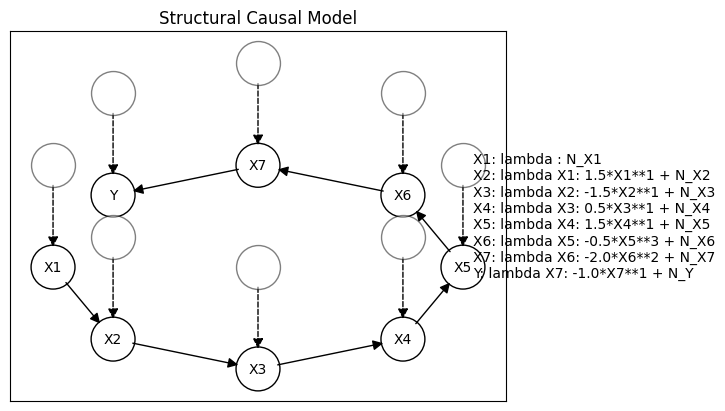 Structural Causal Model
X7
Y
X6
X1
X5
X2
X4
X3
X1: lambda : N_X1
X2: lambda X1: 1.5*X1**1 + N_X2
X3: lambda X2: -1.5*X2**1 + N_X3
X4: lambda X3: 0.5*X3**1 + N_X4
X5: lambda X4: 1.5*X4**1 + N_X5
X6: lambda X5: -0.5*X5**3 + N_X6
X7: lambda X6: -2.0*X6**2 + N_X7
Y: lambda X7: -1.0*X7**1 + N_Y